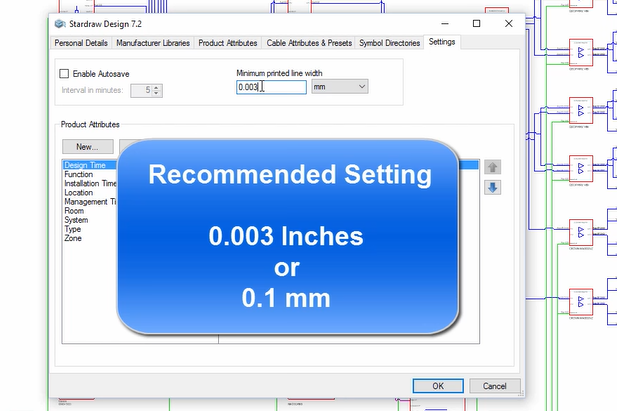 Stardraw Design 7.2
Personal Details Manufacturer Libraries Product Attributes Cable Attributes & Presets Symbol Directories Settings
Enable Autosave
Minimum printed line width
Interval in minutes: 5
0.003 mm
Product Attributes
New...
Design Time
Function
Installation Time
Location
Management Ti
Room
System
Type
Zone
Recommended Setting
0.003 Inches
or
0.1 mm
OK Cancel